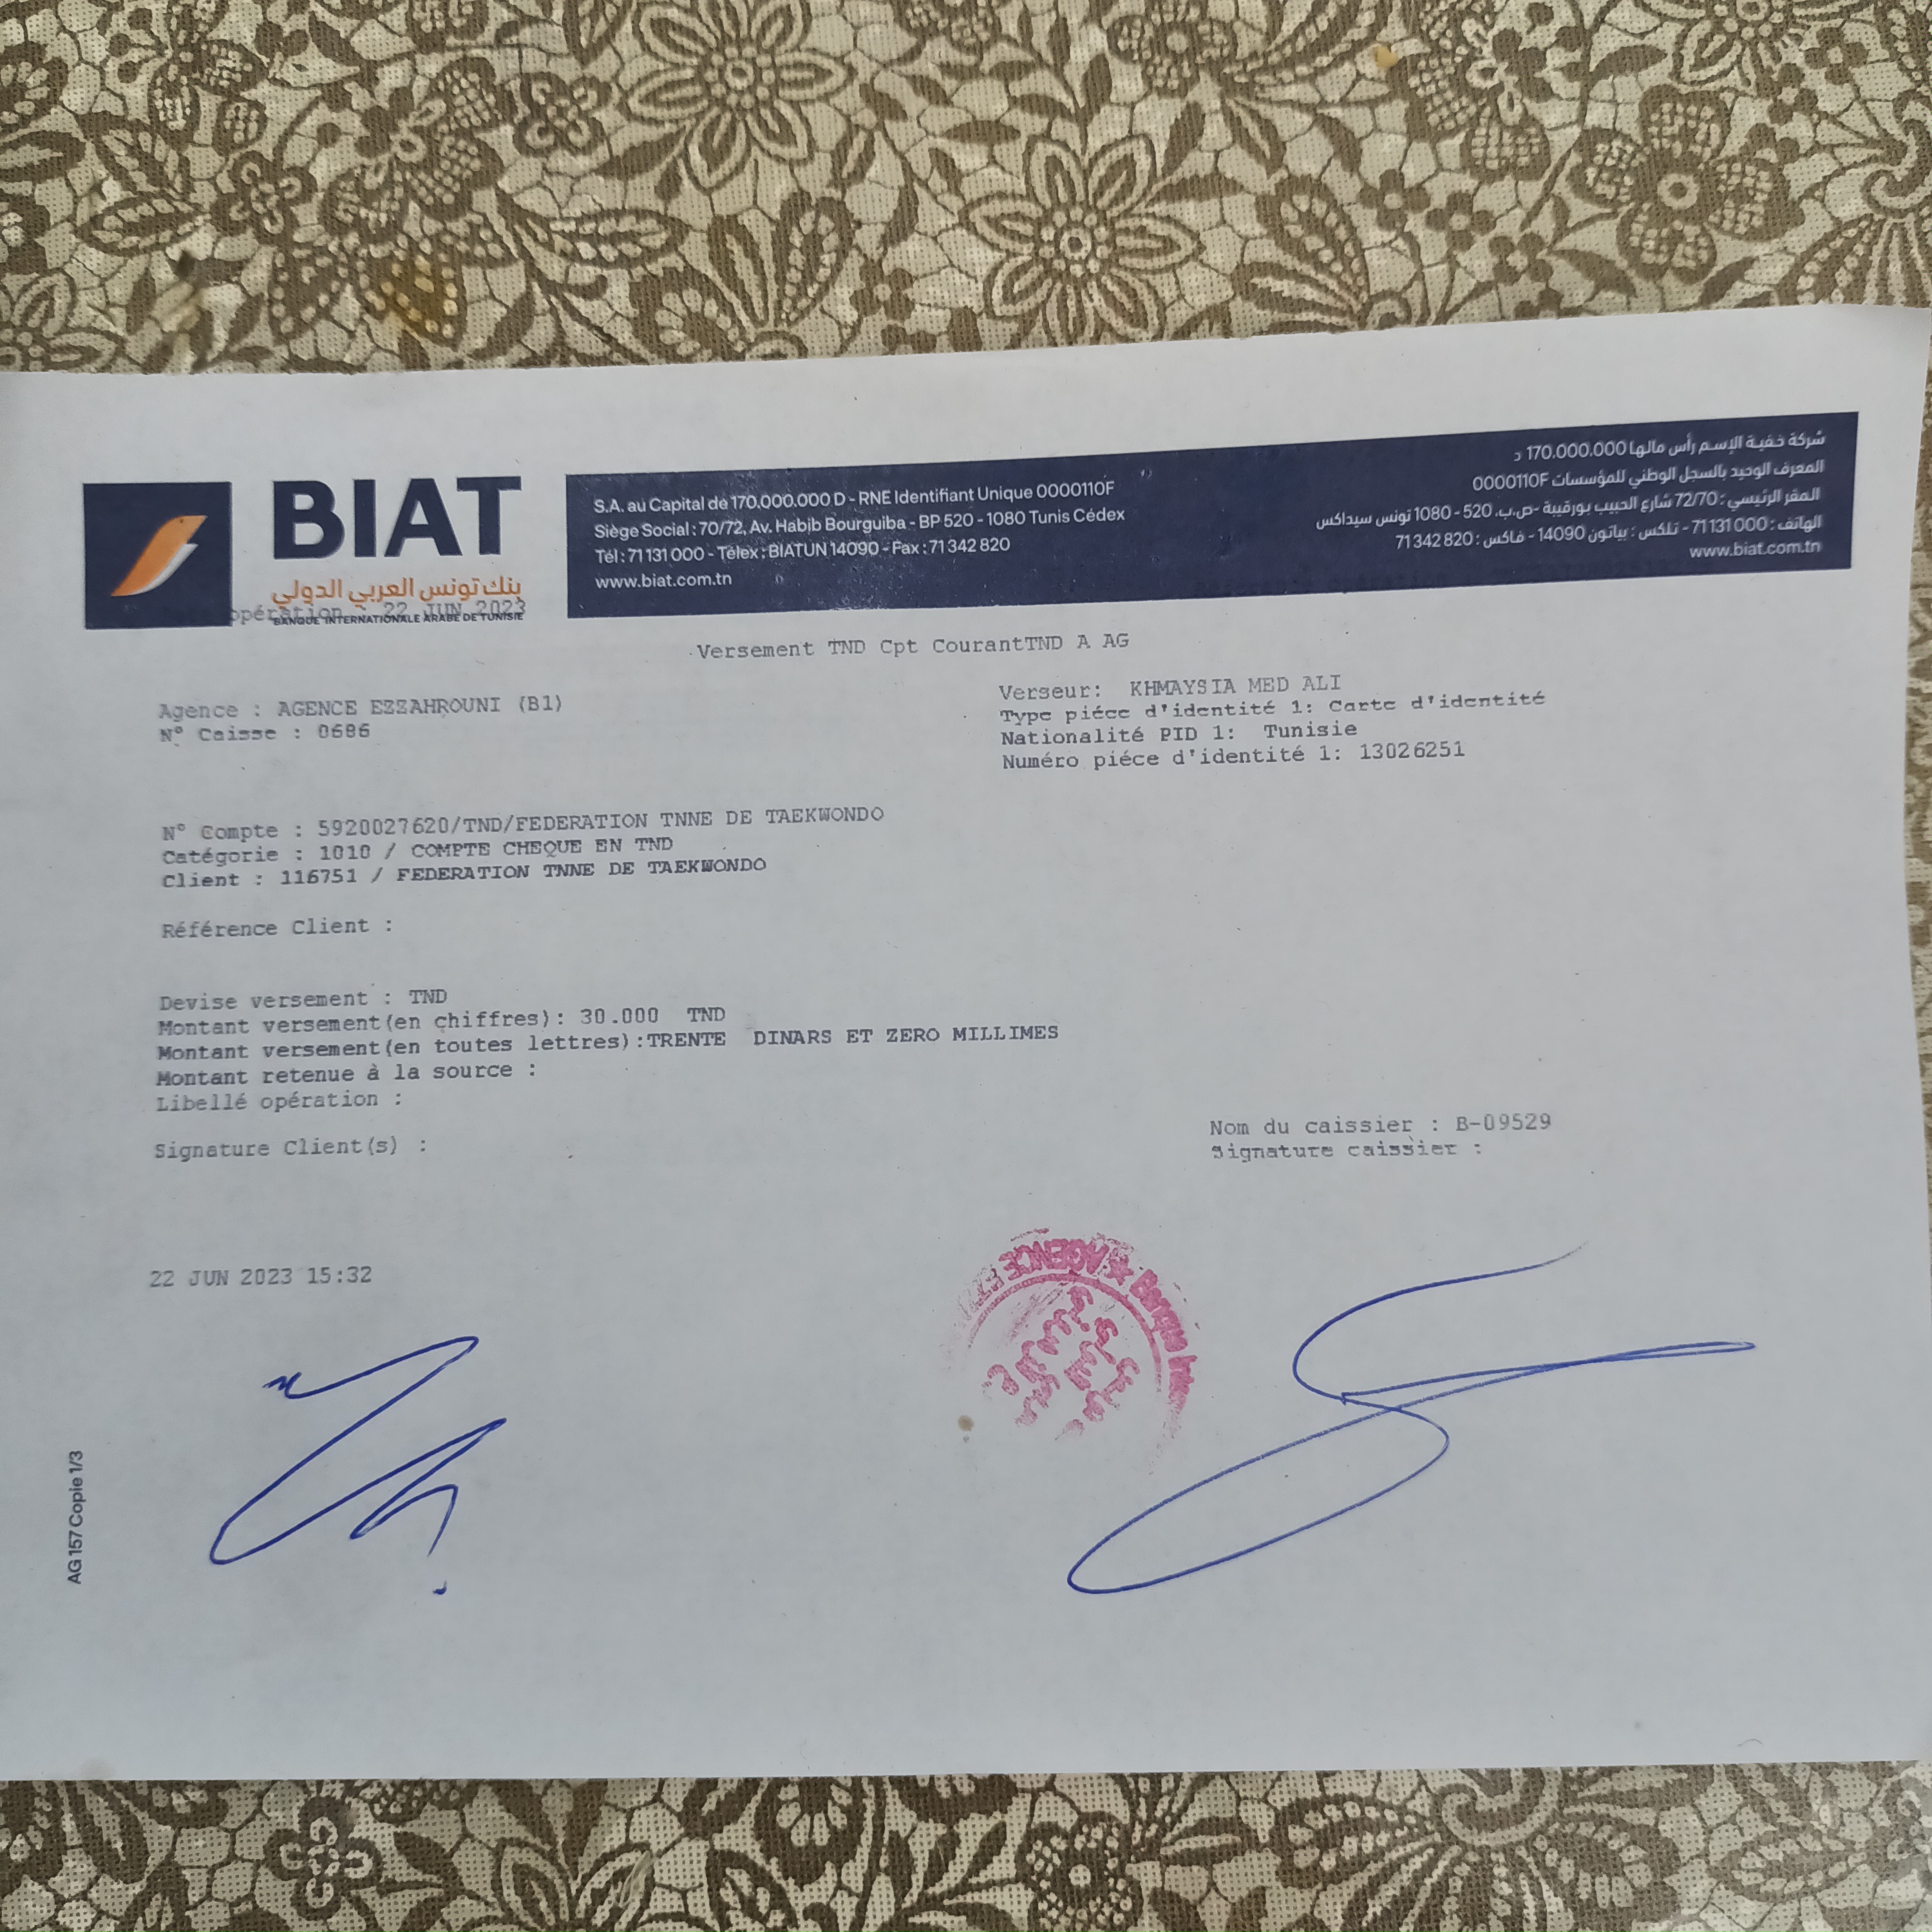 BIAT
بنك تونس العربي الدولي
BANQUE INTERNATIONALE ARABE DE TUNISIE
opération : 22 JUN 2023
S.A. au Capital de 170.000.000 D - RNE Identifiant Unique 0000110F
Siège Social : 70/72, Av. Habib Bourguiba - BP 520 - 1080 Tunis Cédex
Tél : 71 131 000 - Télex : BIATUN 14090 - Fax : 71 342 820
www.biat.com.tn
شركة خفية الإسم رأس مالها 170.000.000 د
المعرف الوحيد بالسجل الوطني للمؤسسات 0000110F
المقر الرئيسي : 72/70 شارع الحبيب بورقيبة -ص.ب. 520 - 1080 تونس سيداكس
الهاتف : 71 131 000 - تلكس : بياتون 14090 - فاكس : 71 342 820
www.biat.com.tn
Versement TND Cpt CourantTND A AG
Agence : AGENCE EZZAHROUNI (B1)
N° Caisse : 0686
Verseur: KHMAYSIA MED ALI
Type piéce d'identité 1: Carte d'identité
Nationalité PID 1: Tunisie
Numéro piéce d'identité 1: 13026251
N° Compte : 5920027620/TND/FEDERATION TNNE DE TAEKWONDO
Catégorie : 1010 / COMPTE CHEQUE EN TND
Client : 116751 / FEDERATION TNNE DE TAEKWONDO
Référence Client :
Devise versement : TND
Montant versement(en chiffres): 30.000 TND
Montant versement(en toutes lettres):TRENTE DINARS ET ZERO MILLIMES
Montant retenue à la source :
Libellé opération :
Nom du caissier : B-09529
Signature caissier :
Signature Client(s) :
22 JUN 2023 15:32
AGENCE
Banque
AG 157 Copie 1/3